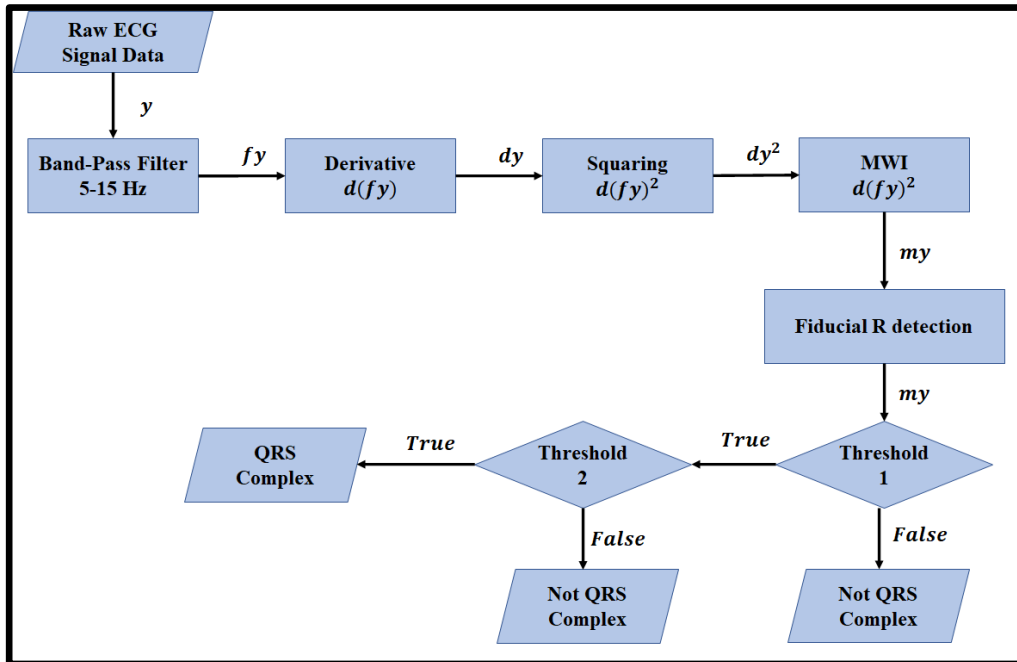 Raw ECG
Signal Data
y
Band-Pass Filter
5-15 Hz
fy
Derivative
d(fy)
dy
Squaring
d(fy)²
dy²
MWI
d(fy)²
my
Fiducial R detection
my
Threshold
1
True
Threshold
2
True
QRS
Complex
False
Not QRS
Complex
False
Not QRS
Complex